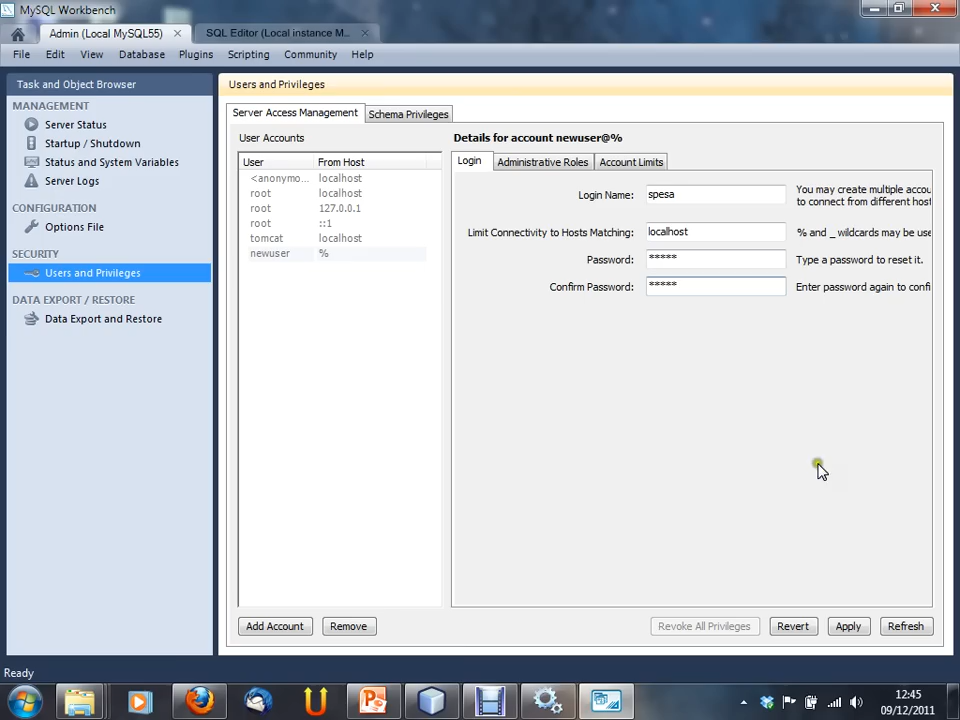 MySQL Workbench
Admin (Local MySQL55)
SQL Editor (Local instance M...
File Edit View Database Plugins Scripting Community Help
Task and Object Browser
MANAGEMENT
Server Status
Startup / Shutdown
Status and System Variables
Server Logs
CONFIGURATION
Options File
SECURITY
Users and Privileges
DATA EXPORT / RESTORE
Data Export and Restore
Users and Privileges
Server Access Management Schema Privileges
User Accounts
User From Host
<anonymo... localhost
root localhost
root 127.0.0.1
root ::1
tomcat localhost
newuser %
Add Account Remove
Details for account newuser@%
Login Administrative Roles Account Limits
Login Name: spesa You may create multiple accou
to connect from different host
Limit Connectivity to Hosts Matching: localhost % and _ wildcards may be use
Password: ***** Type a password to reset it.
Confirm Password: ***** Enter password again to confi
Revoke All Privileges Revert Apply Refresh
Ready
12:45
09/12/2011